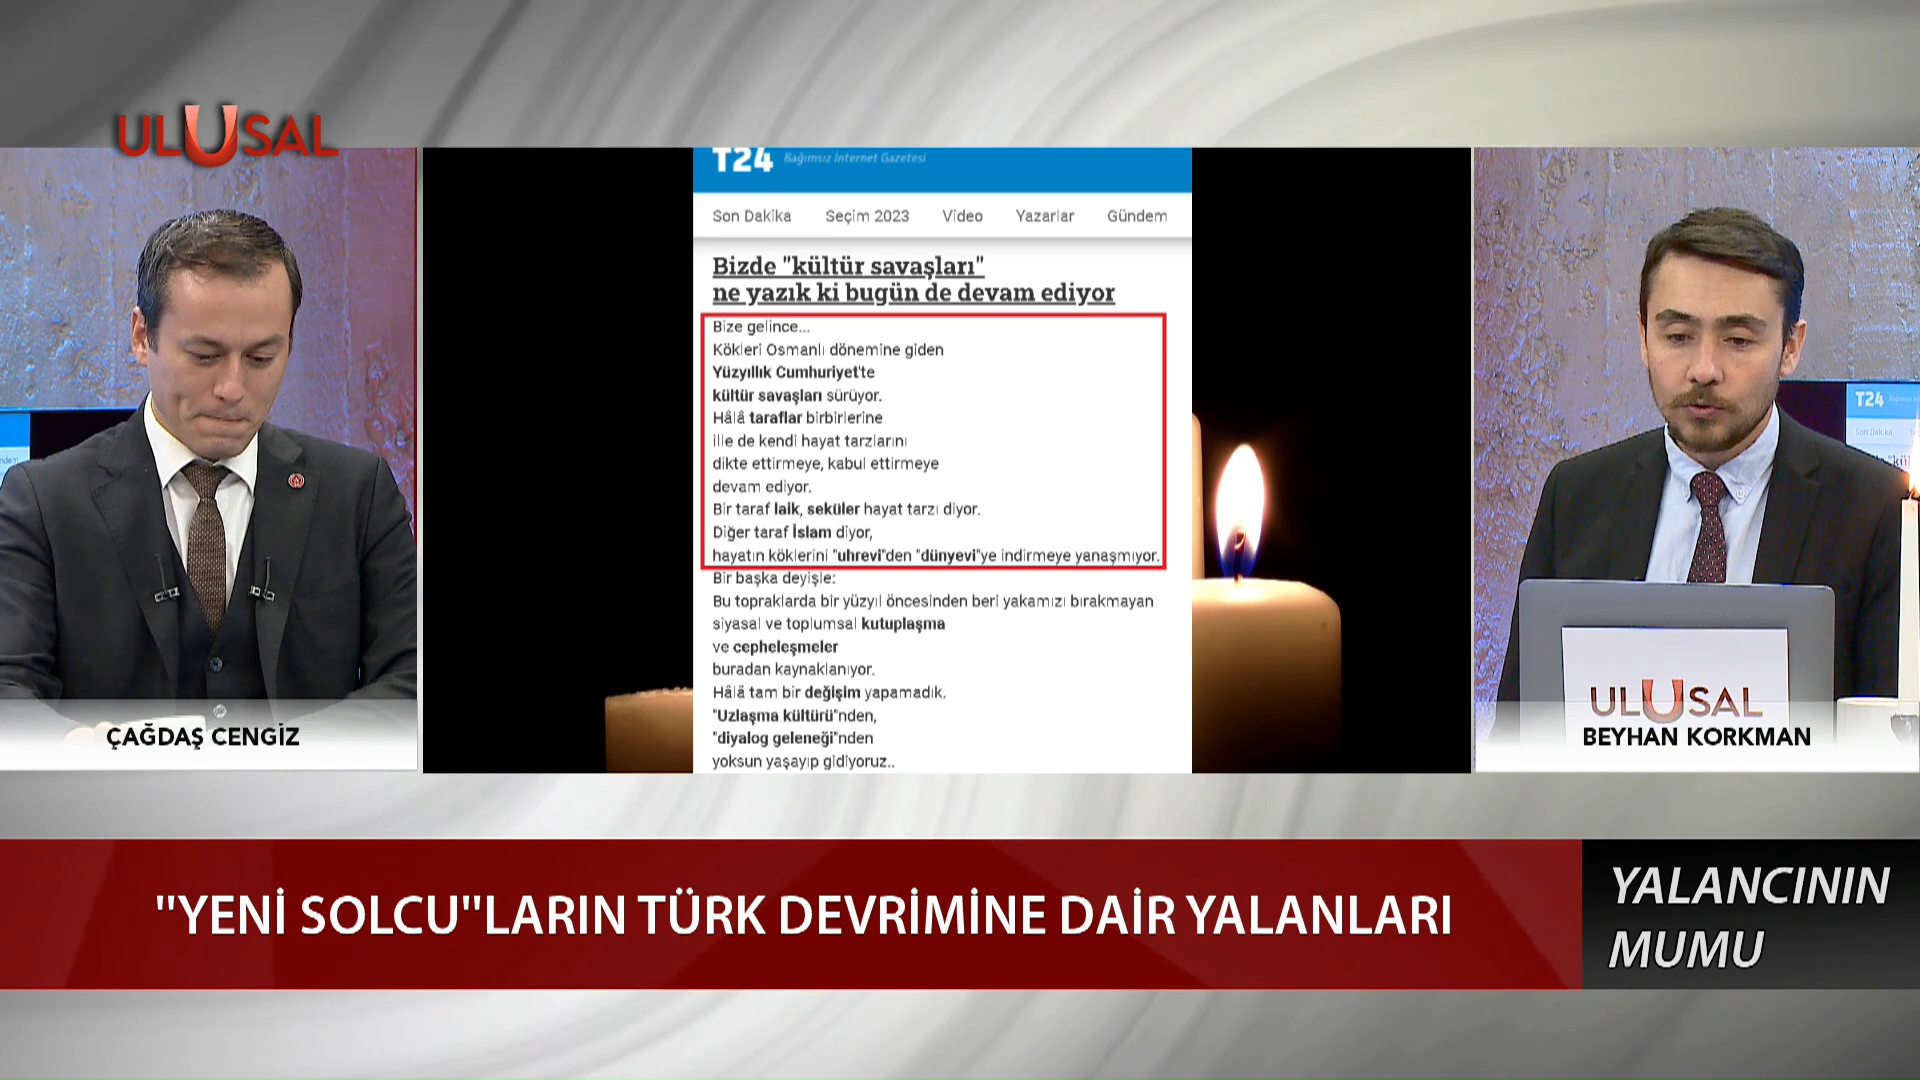 ULUSAL
T24 Bağımsız İnternet Gazetesi
Son Dakika Seçim 2023 Video Yazarlar Gündem
Bizde "kültür savaşları"
ne yazık ki bugün de devam ediyor
Bize gelince...
Kökleri Osmanlı dönemine giden
Yüzyıllık Cumhuriyet'te
kültür savaşları sürüyor.
Hâlâ taraflar birbirlerine
ille de kendi hayat tarzlarını
dikte ettirmeye, kabul ettirmeye
devam ediyor.
Bir taraf laik, seküler hayat tarzı diyor.
Diğer taraf İslam diyor,
hayatın köklerini "uhrevi"den "dünyevi"ye indirmeye yanaşmıyor.
Bir başka deyişle:
Bu topraklarda bir yüzyıl öncesinden beri yakamızı bırakmayan
siyasal ve toplumsal kutuplaşma
ve cepheleşmeler
buradan kaynaklanıyor.
Hâlâ tam bir değişim yapamadık.
"Uzlaşma kültürü"nden,
"diyalog geleneği"nden
yoksun yaşayıp gidiyoruz..
T24
Son Dakika
ULUSAL
ÇAĞDAŞ CENGİZ
BEYHAN KORKMAN
"YENİ SOLCU"LARIN TÜRK DEVRİMİNE DAİR YALANLARI
YALANCININ
MUMU